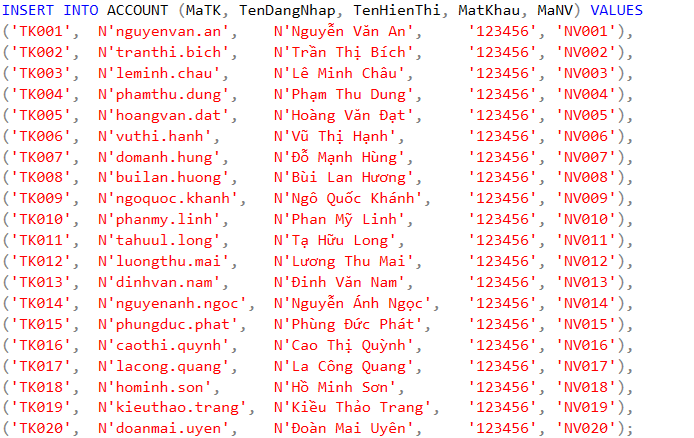 INSERT INTO ACCOUNT (MaTK, TenDangNhap, TenHienThi, MatKhau, MaNV) VALUES
('TK001', N'nguyenvan.an', N'Nguyễn Văn An', '123456', 'NV001'),
('TK002', N'tranthi.bich', N'Trần Thị Bích', '123456', 'NV002'),
('TK003', N'leminh.chau', N'Lê Minh Châu', '123456', 'NV003'),
('TK004', N'phamthu.dung', N'Phạm Thu Dung', '123456', 'NV004'),
('TK005', N'hoangvan.dat', N'Hoàng Văn Đạt', '123456', 'NV005'),
('TK006', N'vuthi.hanh', N'Vũ Thị Hạnh', '123456', 'NV006'),
('TK007', N'domanh.hung', N'Đỗ Mạnh Hùng', '123456', 'NV007'),
('TK008', N'builan.huong', N'Bùi Lan Hương', '123456', 'NV008'),
('TK009', N'ngoquoc.khanh', N'Ngô Quốc Khánh', '123456', 'NV009'),
('TK010', N'phanmy.linh', N'Phan Mỹ Linh', '123456', 'NV010'),
('TK011', N'tahuul.long', N'Tạ Hữu Long', '123456', 'NV011'),
('TK012', N'luongthu.mai', N'Lương Thu Mai', '123456', 'NV012'),
('TK013', N'dinhvan.nam', N'Đinh Văn Nam', '123456', 'NV013'),
('TK014', N'nguyenanh.ngoc', N'Nguyễn Ánh Ngọc', '123456', 'NV014'),
('TK015', N'phungduc.phat', N'Phùng Đức Phát', '123456', 'NV015'),
('TK016', N'caothi.quynh', N'Cao Thị Quỳnh', '123456', 'NV016'),
('TK017', N'lacong.quang', N'La Công Quang', '123456', 'NV017'),
('TK018', N'hominh.son', N'Hồ Minh Sơn', '123456', 'NV018'),
('TK019', N'kieuthao.trang', N'Kiều Thảo Trang', '123456', 'NV019'),
('TK020', N'doanmai.uyen', N'Đoàn Mai Uyên', '123456', 'NV020');